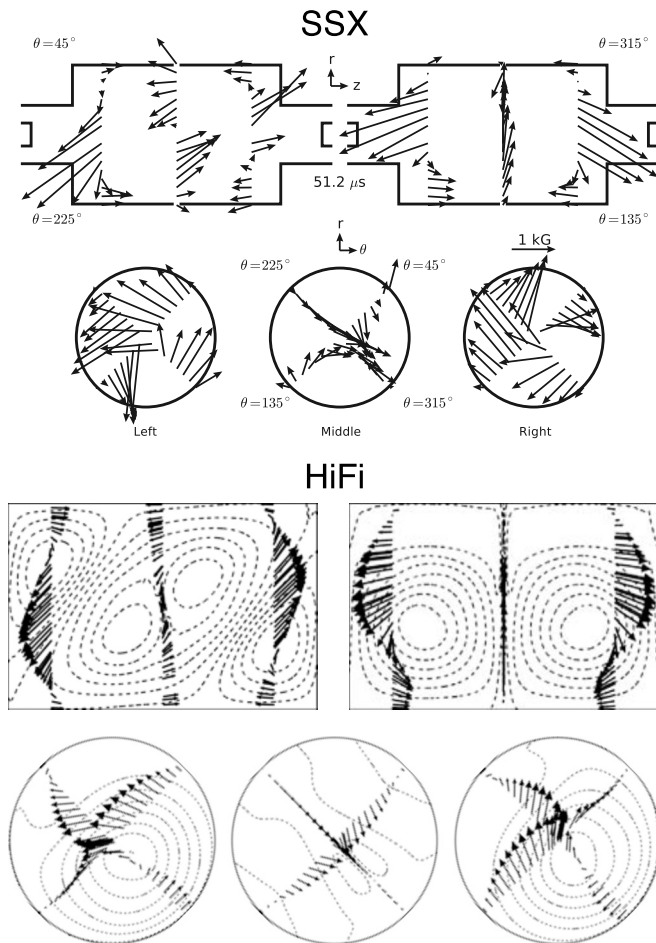 SSX
θ=45°
r
z
θ=315°
51.2 μs
θ=225°
θ=135°
r
θ
1 kG
θ=225°
θ=45°
θ=135°
θ=315°
Left
Middle
Right
HiFi